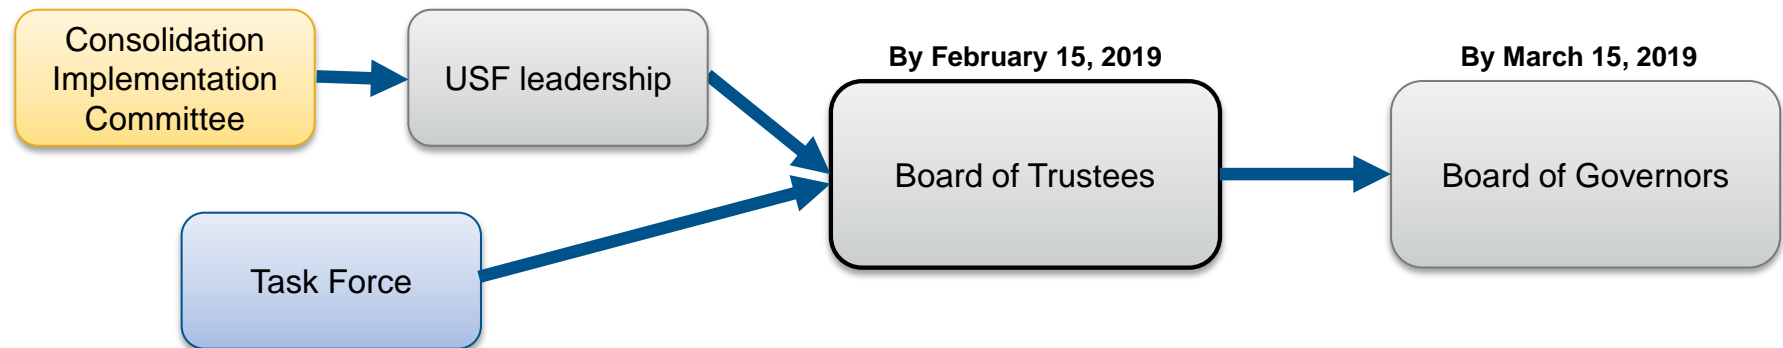 Consolidation
Implementation
Committee
USF leadership
By February 15, 2019
Board of Trustees
By March 15, 2019
Board of Governors
Task Force